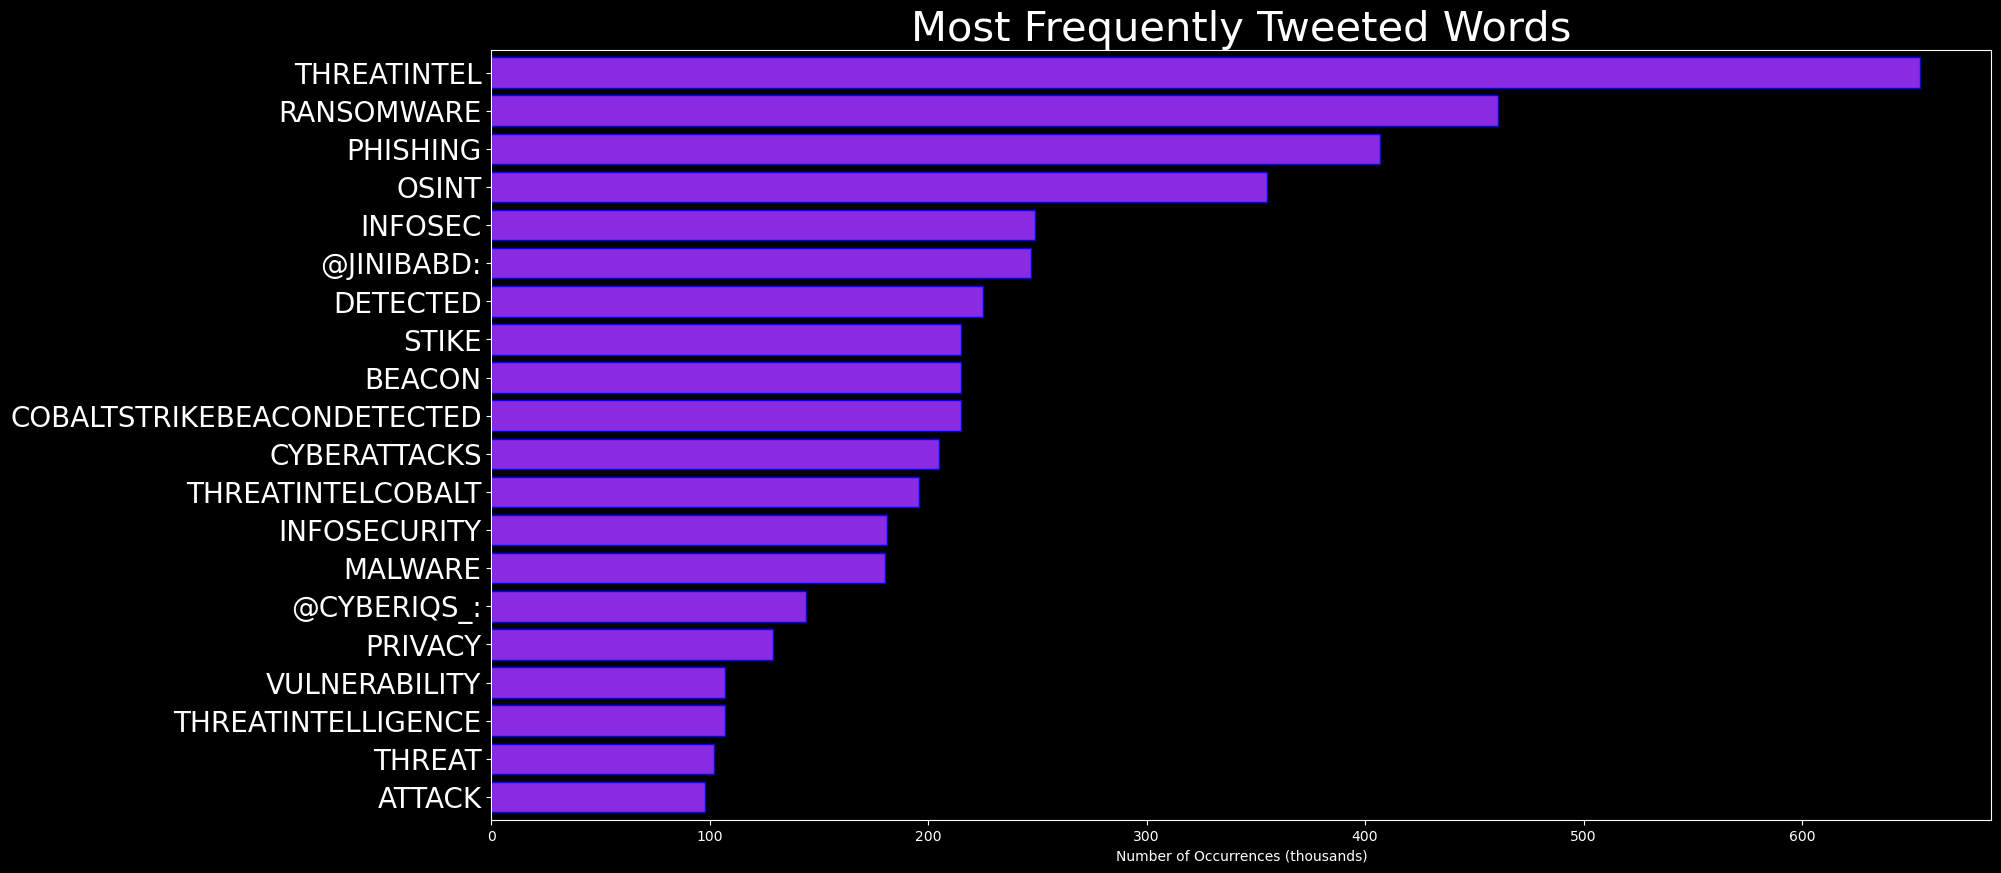 Most Frequently Tweeted Words
THREATINTEL
RANSOMWARE
PHISHING
OSINT
INFOSEC
@JINIBABD:
DETECTED
STIKE
BEACON
COBALTSTRIKEBEACONDETECTED
CYBERATTACKS
THREATINTELCOBALT
INFOSECURITY
MALWARE
@CYBERIQS_:
PRIVACY
VULNERABILITY
THREATINTELLIGENCE
THREAT
ATTACK
0 100 200 300 400 500 600
Number of Occurrences (thousands)